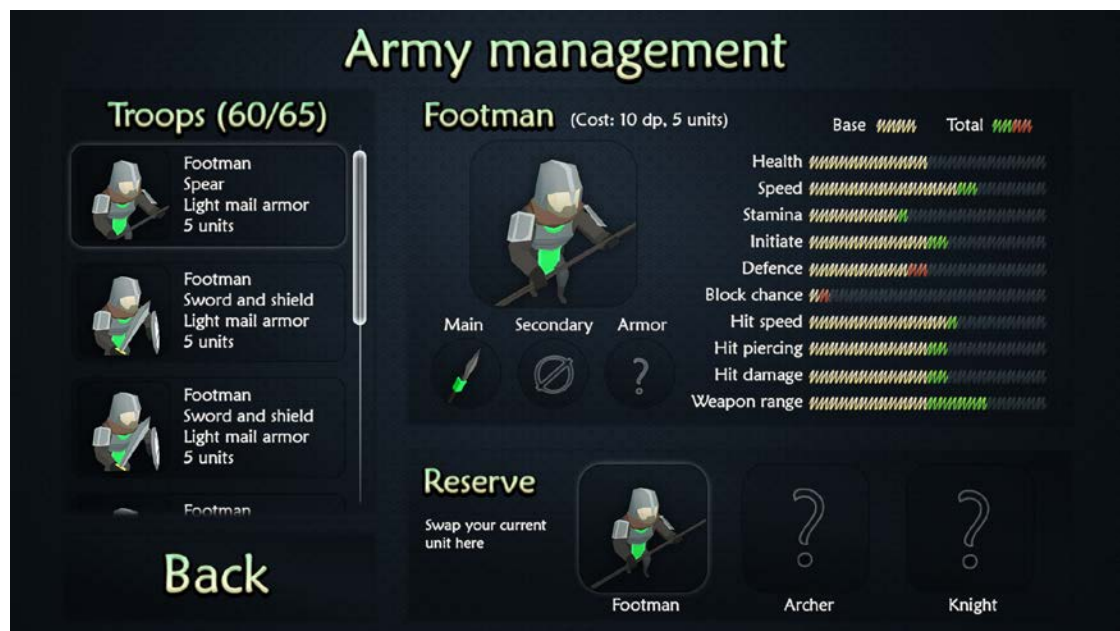 Army management
Troops (60/65)
Footman
Spear
Light mail armor
5 units
Footman
Sword and shield
Light mail armor
5 units
Footman
Sword and shield
Light mail armor
5 units
Footman
Back
Footman (Cost: 10 dp, 5 units)
Main Secondary Armor
?
Base Total
Health
Speed
Stamina
Initiate
Defence
Block chance
Hit speed
Hit piercing
Hit damage
Weapon range
Reserve
Swap your current
unit here
? ?
Footman Archer Knight